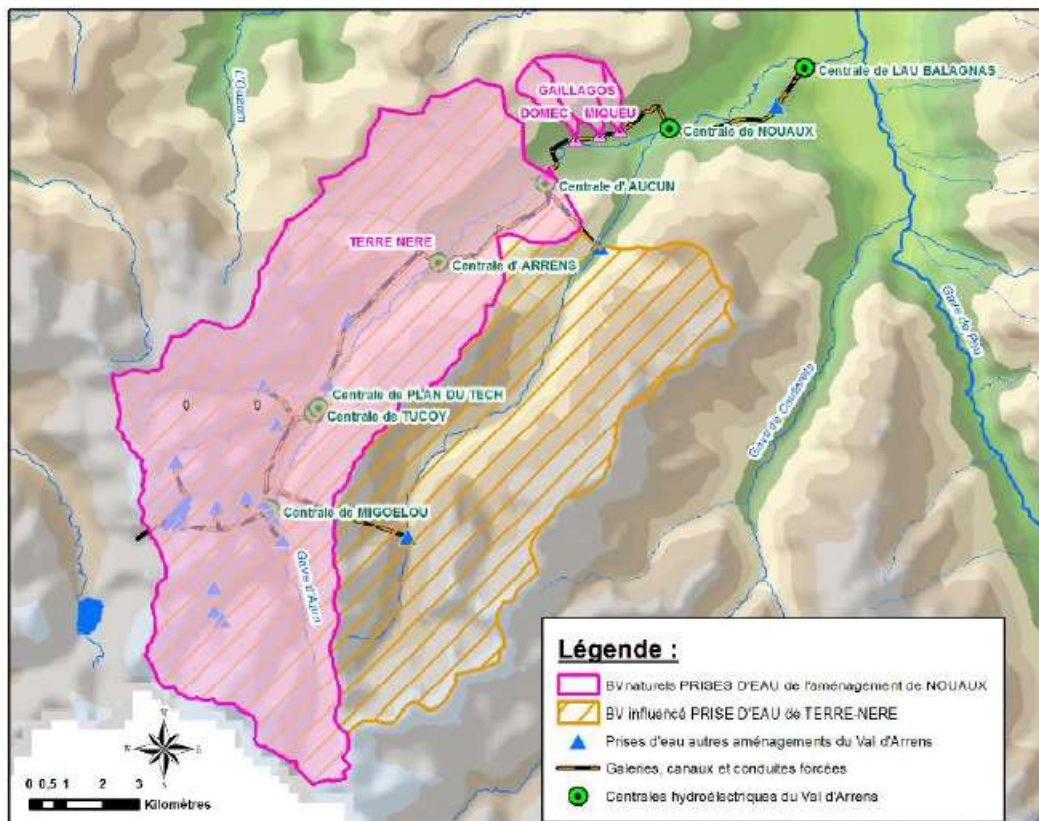 L'Ouzom
GAILLAGOS
DOMEC
MIQUEU
Centrale de LAU BALAGNAS
Centrale de NOUAUX
Centrale d' AUCUN
TERRE NERE
Centrale d' ARRENS
Gave de Pau
Gave de Cauterets
Centrale de PLAN DU TECH
Centrale de TUCOY
Centrale de MIGOELOU
Gave d'Azun
Légende :
BV naturels PRISES D'EAU de l'aménagement de NOUAUX
BV influencé PRISE D'EAU de TERRE-NERE
Prises d'eau autres aménagements du Val d'Arrens
Galeries, canaux et conduites forcées
Centrales hydroélectriques du Val d'Arrens
0 0,5 1 2 3
Kilomètres